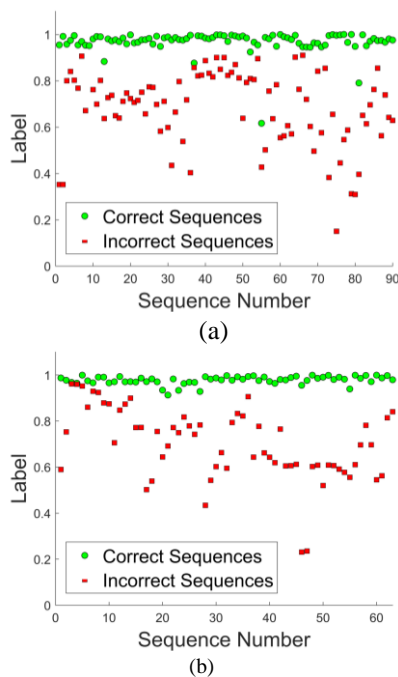 1
0.8
0.6
0.4
0.2
0
Label
Correct Sequences
Incorrect Sequences
0 10 20 30 40 50 60 70 80 90
Sequence Number
(a)
1
0.8
0.6
0.4
0.2
0
Label
Correct Sequences
Incorrect Sequences
0 10 20 30 40 50 60
Sequence Number
(b)